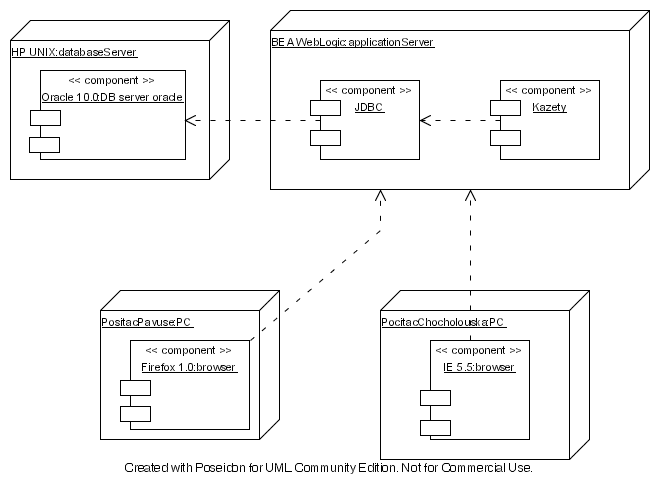 HP UNIX:databaseServer
<< component >>
Oracle 10.0:DB server oracle
BEA WebLogic:applicationServer
<< component >>
JDBC
<< component >>
Kazety
PositacPavuse:PC
<< component >>
Firefox 1.0:browser
PocitacChocholouska:PC
<< component >>
IE 5.5:browser
Created with Poseidon for UML Community Edition. Not for Commercial Use.